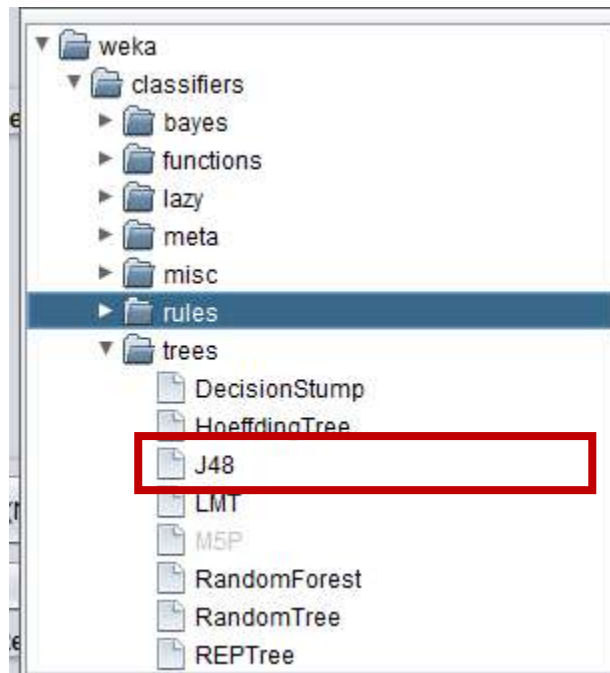 weka
classifiers
bayes
functions
lazy
meta
misc
rules
trees
DecisionStump
HoeffdingTree
J48
LMT
M5P
RandomForest
RandomTree
REPTree